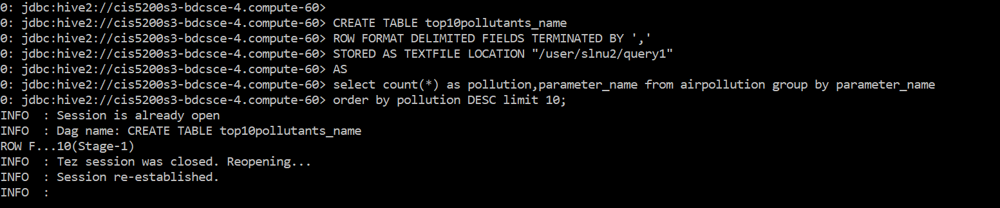 0: jdbc:hive2://cis5200s3-bdcsce-4.compute-60>
0: jdbc:hive2://cis5200s3-bdcsce-4.compute-60> CREATE TABLE top10pollutants_name
0: jdbc:hive2://cis5200s3-bdcsce-4.compute-60> ROW FORMAT DELIMITED FIELDS TERMINATED BY ','
0: jdbc:hive2://cis5200s3-bdcsce-4.compute-60> STORED AS TEXTFILE LOCATION "/user/slnu2/query1"
0: jdbc:hive2://cis5200s3-bdcsce-4.compute-60> AS
0: jdbc:hive2://cis5200s3-bdcsce-4.compute-60> select count(*) as pollution,parameter_name from airpollution group by parameter_name
0: jdbc:hive2://cis5200s3-bdcsce-4.compute-60> order by pollution DESC limit 10;
INFO  : Session is already open
INFO  : Dag name: CREATE TABLE top10pollutants_name
ROW F...10(Stage-1)
INFO  : Tez session was closed. Reopening...
INFO  : Session re-established.
INFO  :